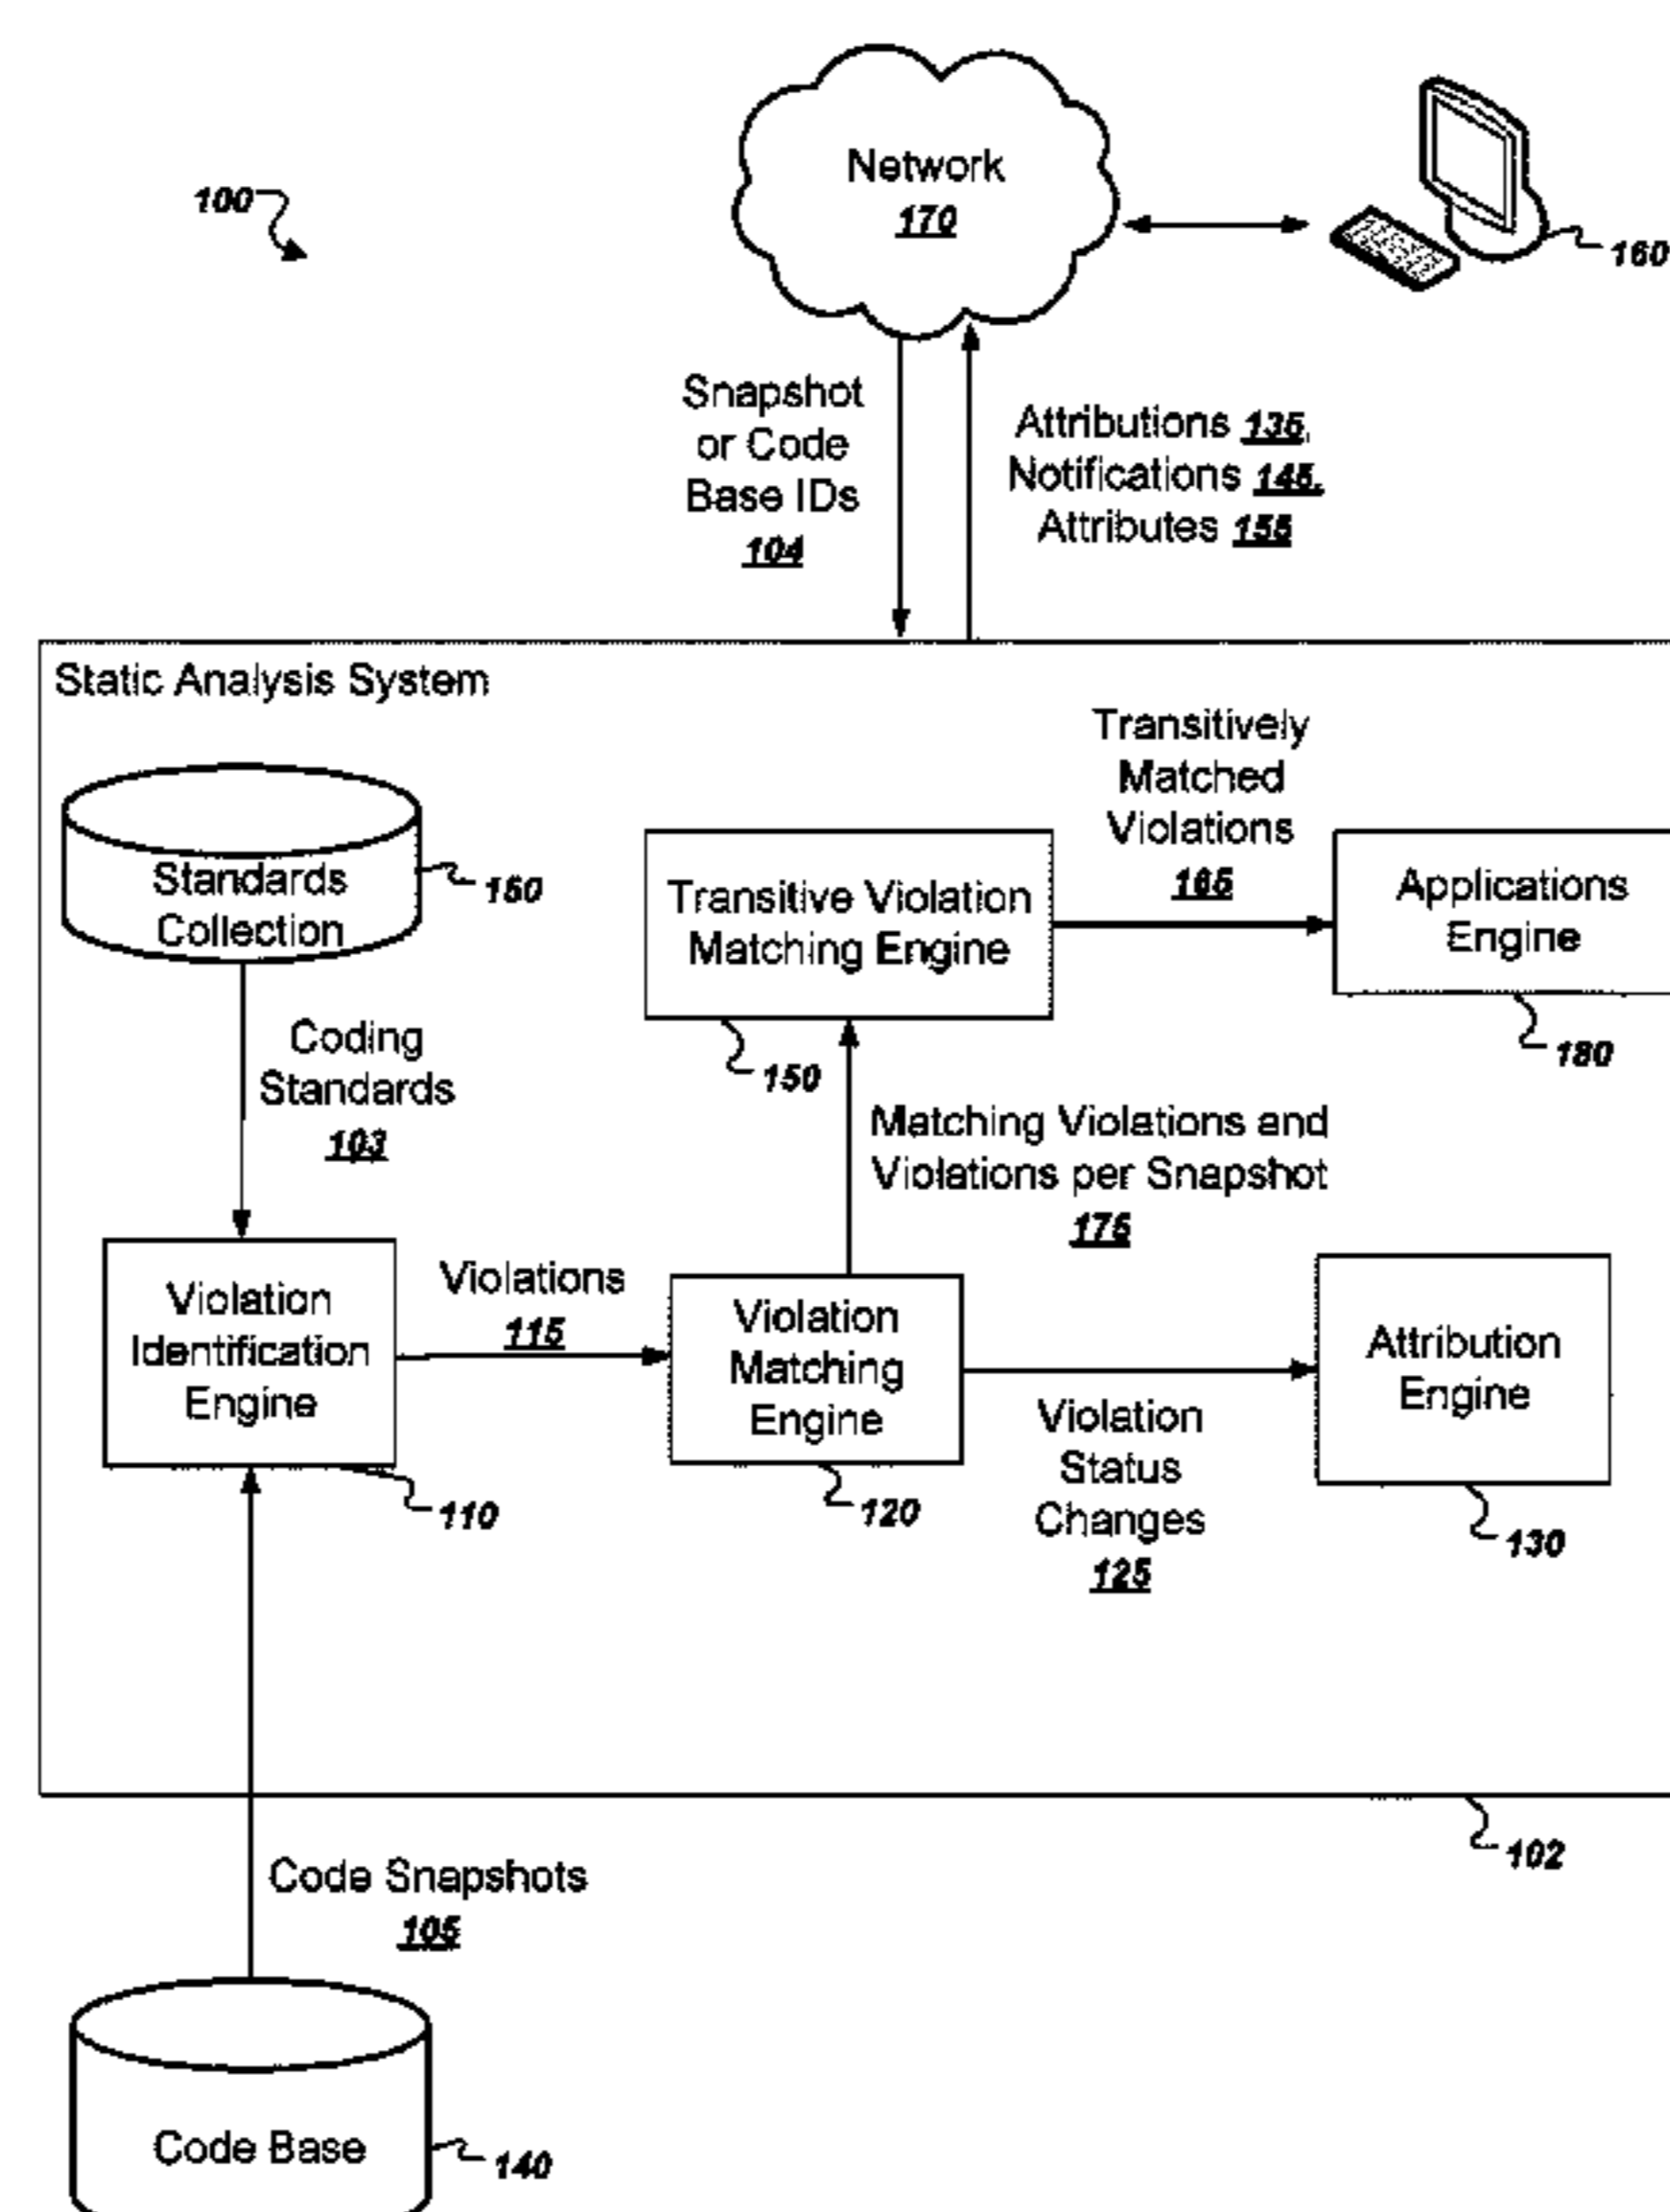 100
Network
170
160
Snapshot
or Code
Base IDs
104
Attributions 135,
Notifications 145,
Attributes 155
Static Analysis System
Transitively
Matched
Violations
165
Standards
Collection
150
Transitive Violation
Matching Engine
150
Applications
Engine
180
Coding
Standards
103
Matching Violations and
Violations per Snapshot
175
Violation
Identification
Engine
110
Violations
115
Violation
Matching
Engine
120
Violation
Status
Changes
125
Attribution
Engine
130
102
Code Snapshots
105
Code Base
140